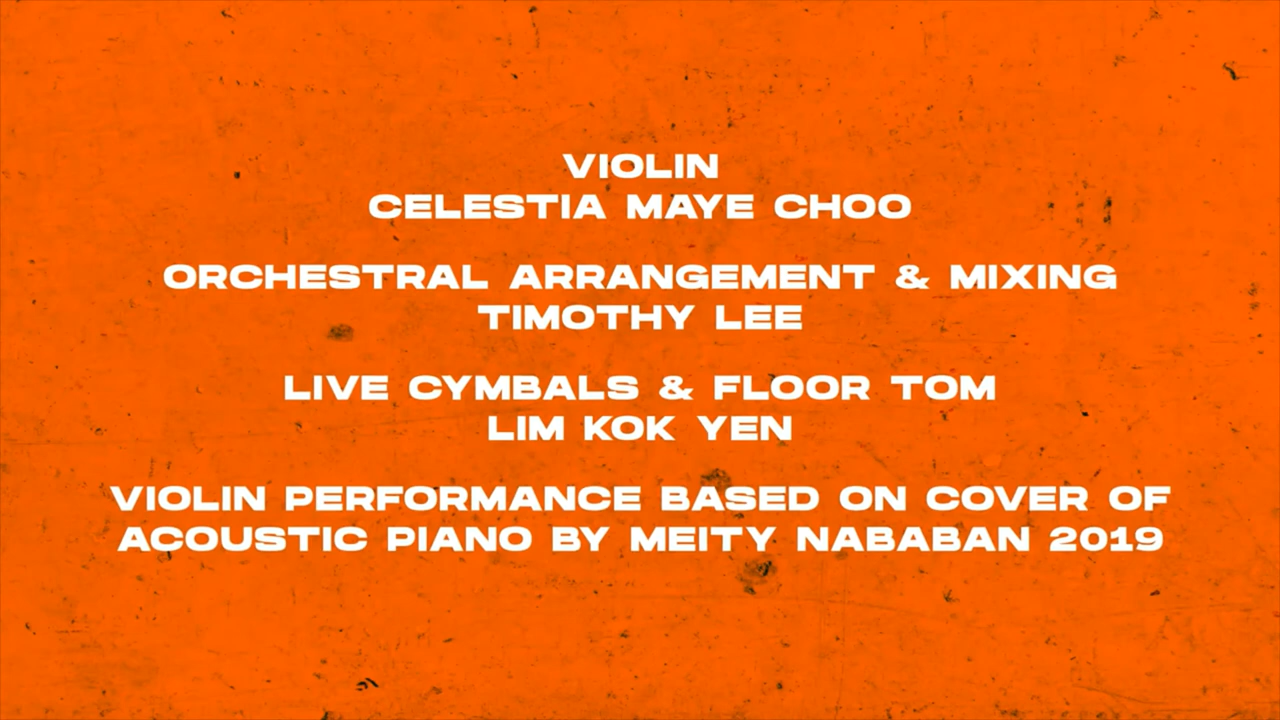 VIOLIN
CELESTIA MAYE CHOO
ORCHESTRAL ARRANGEMENT & MIXING
TIMOTHY LEE
LIVE CYMBALS & FLOOR TOM
LIM KOK YEN
VIOLIN PERFORMANCE BASED ON COVER OF
ACOUSTIC PIANO BY MEITY NABABAN 2019